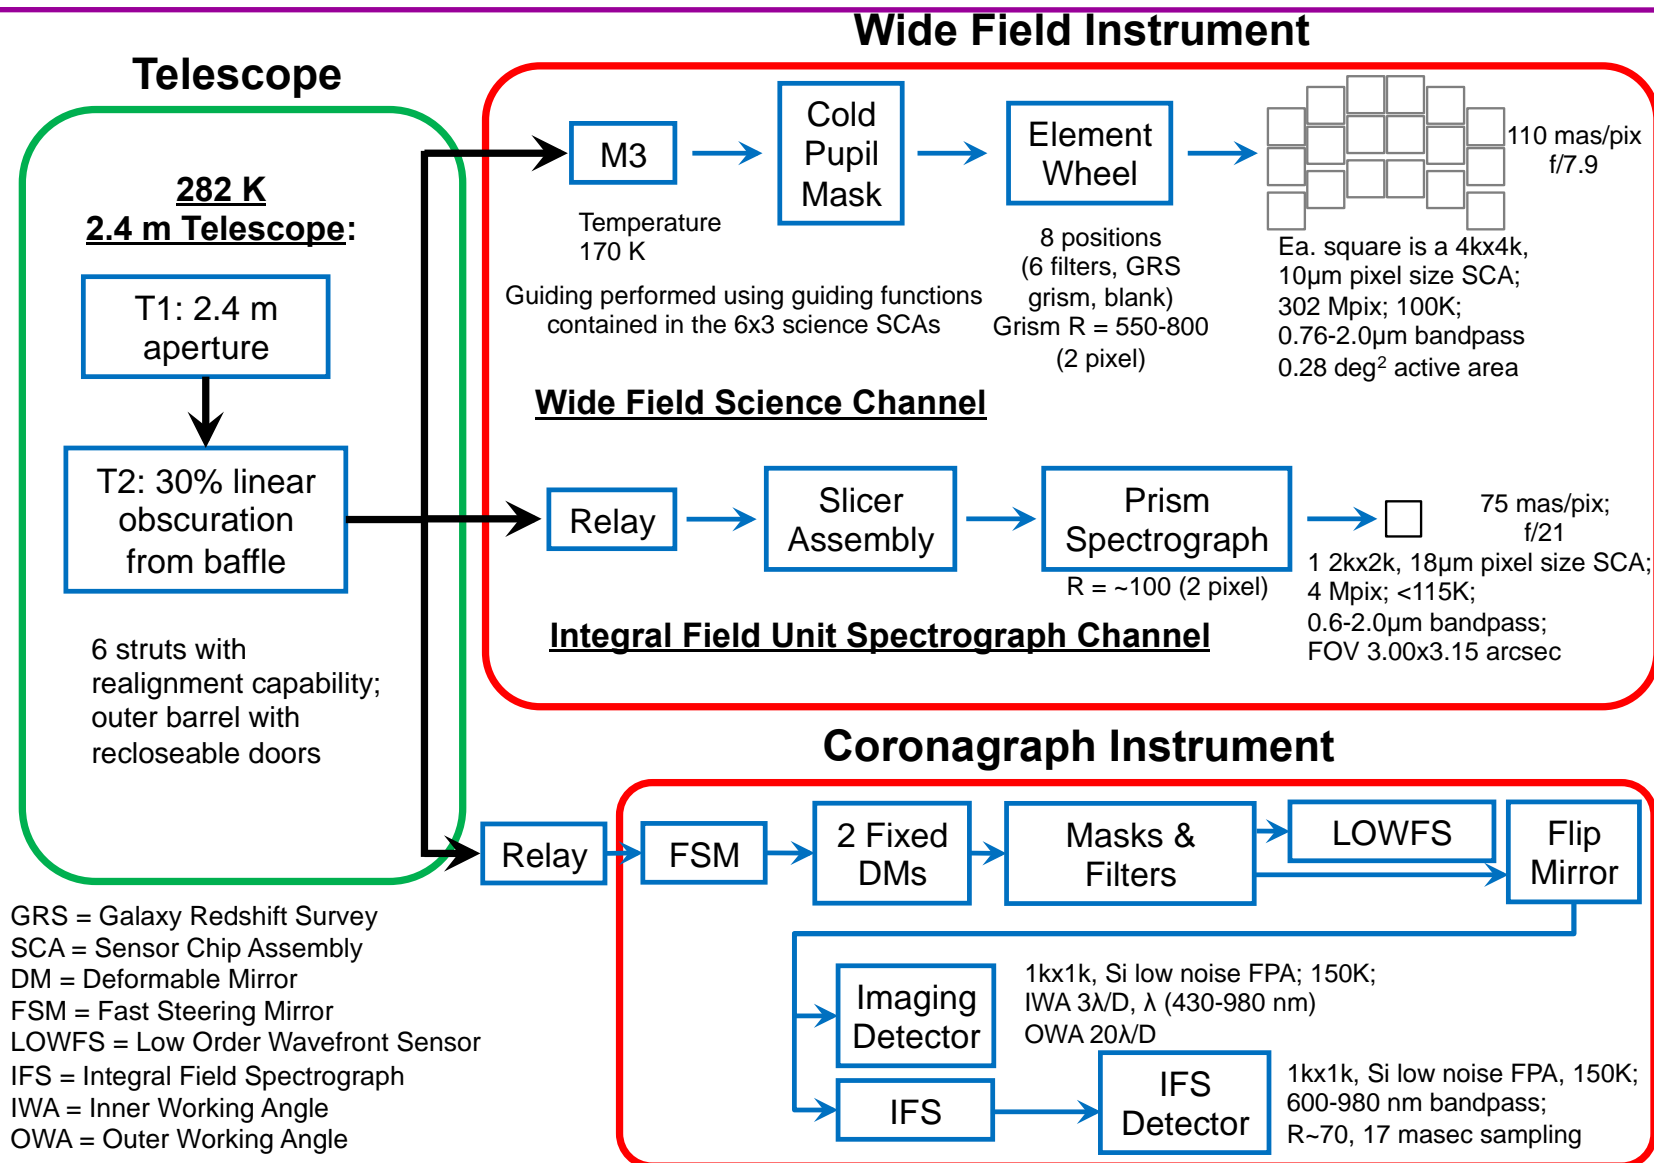 Wide Field Instrument
Telescope
282 K
2.4 m Telescope:
T1: 2.4 m
aperture
T2: 30% linear
obscuration
from baffle
6 struts with
realignment capability;
outer barrel with
recloseable doors
M3
Temperature
170 K
Cold
Pupil
Mask
Element
Wheel
8 positions
(6 filters, GRS
grism, blank)
Grism R = 550-800
(2 pixel)
Guiding performed using guiding functions
contained in the 6x3 science SCAs
110 mas/pix
f/7.9
Ea. square is a 4kx4k,
10µm pixel size SCA;
302 Mpix; 100K;
0.76-2.0µm bandpass
0.28 deg² active area
Wide Field Science Channel
Relay
Slicer
Assembly
Prism
Spectrograph
R = ~100 (2 pixel)
75 mas/pix;
f/21
1 2kx2k, 18µm pixel size SCA;
4 Mpix; <115K;
0.6-2.0µm bandpass;
FOV 3.00x3.15 arcsec
Integral Field Unit Spectrograph Channel
Coronagraph Instrument
Relay
FSM
2 Fixed
DMs
Masks &
Filters
LOWFS
Flip
Mirror
Imaging
Detector
1kx1k, Si low noise FPA; 150K;
IWA 3λ/D, λ (430-980 nm)
OWA 20λ/D
IFS
IFS
Detector
1kx1k, Si low noise FPA, 150K;
600-980 nm bandpass;
R~70, 17 masec sampling
GRS = Galaxy Redshift Survey
SCA = Sensor Chip Assembly
DM = Deformable Mirror
FSM = Fast Steering Mirror
LOWFS = Low Order Wavefront Sensor
IFS = Integral Field Spectrograph
IWA = Inner Working Angle
OWA = Outer Working Angle